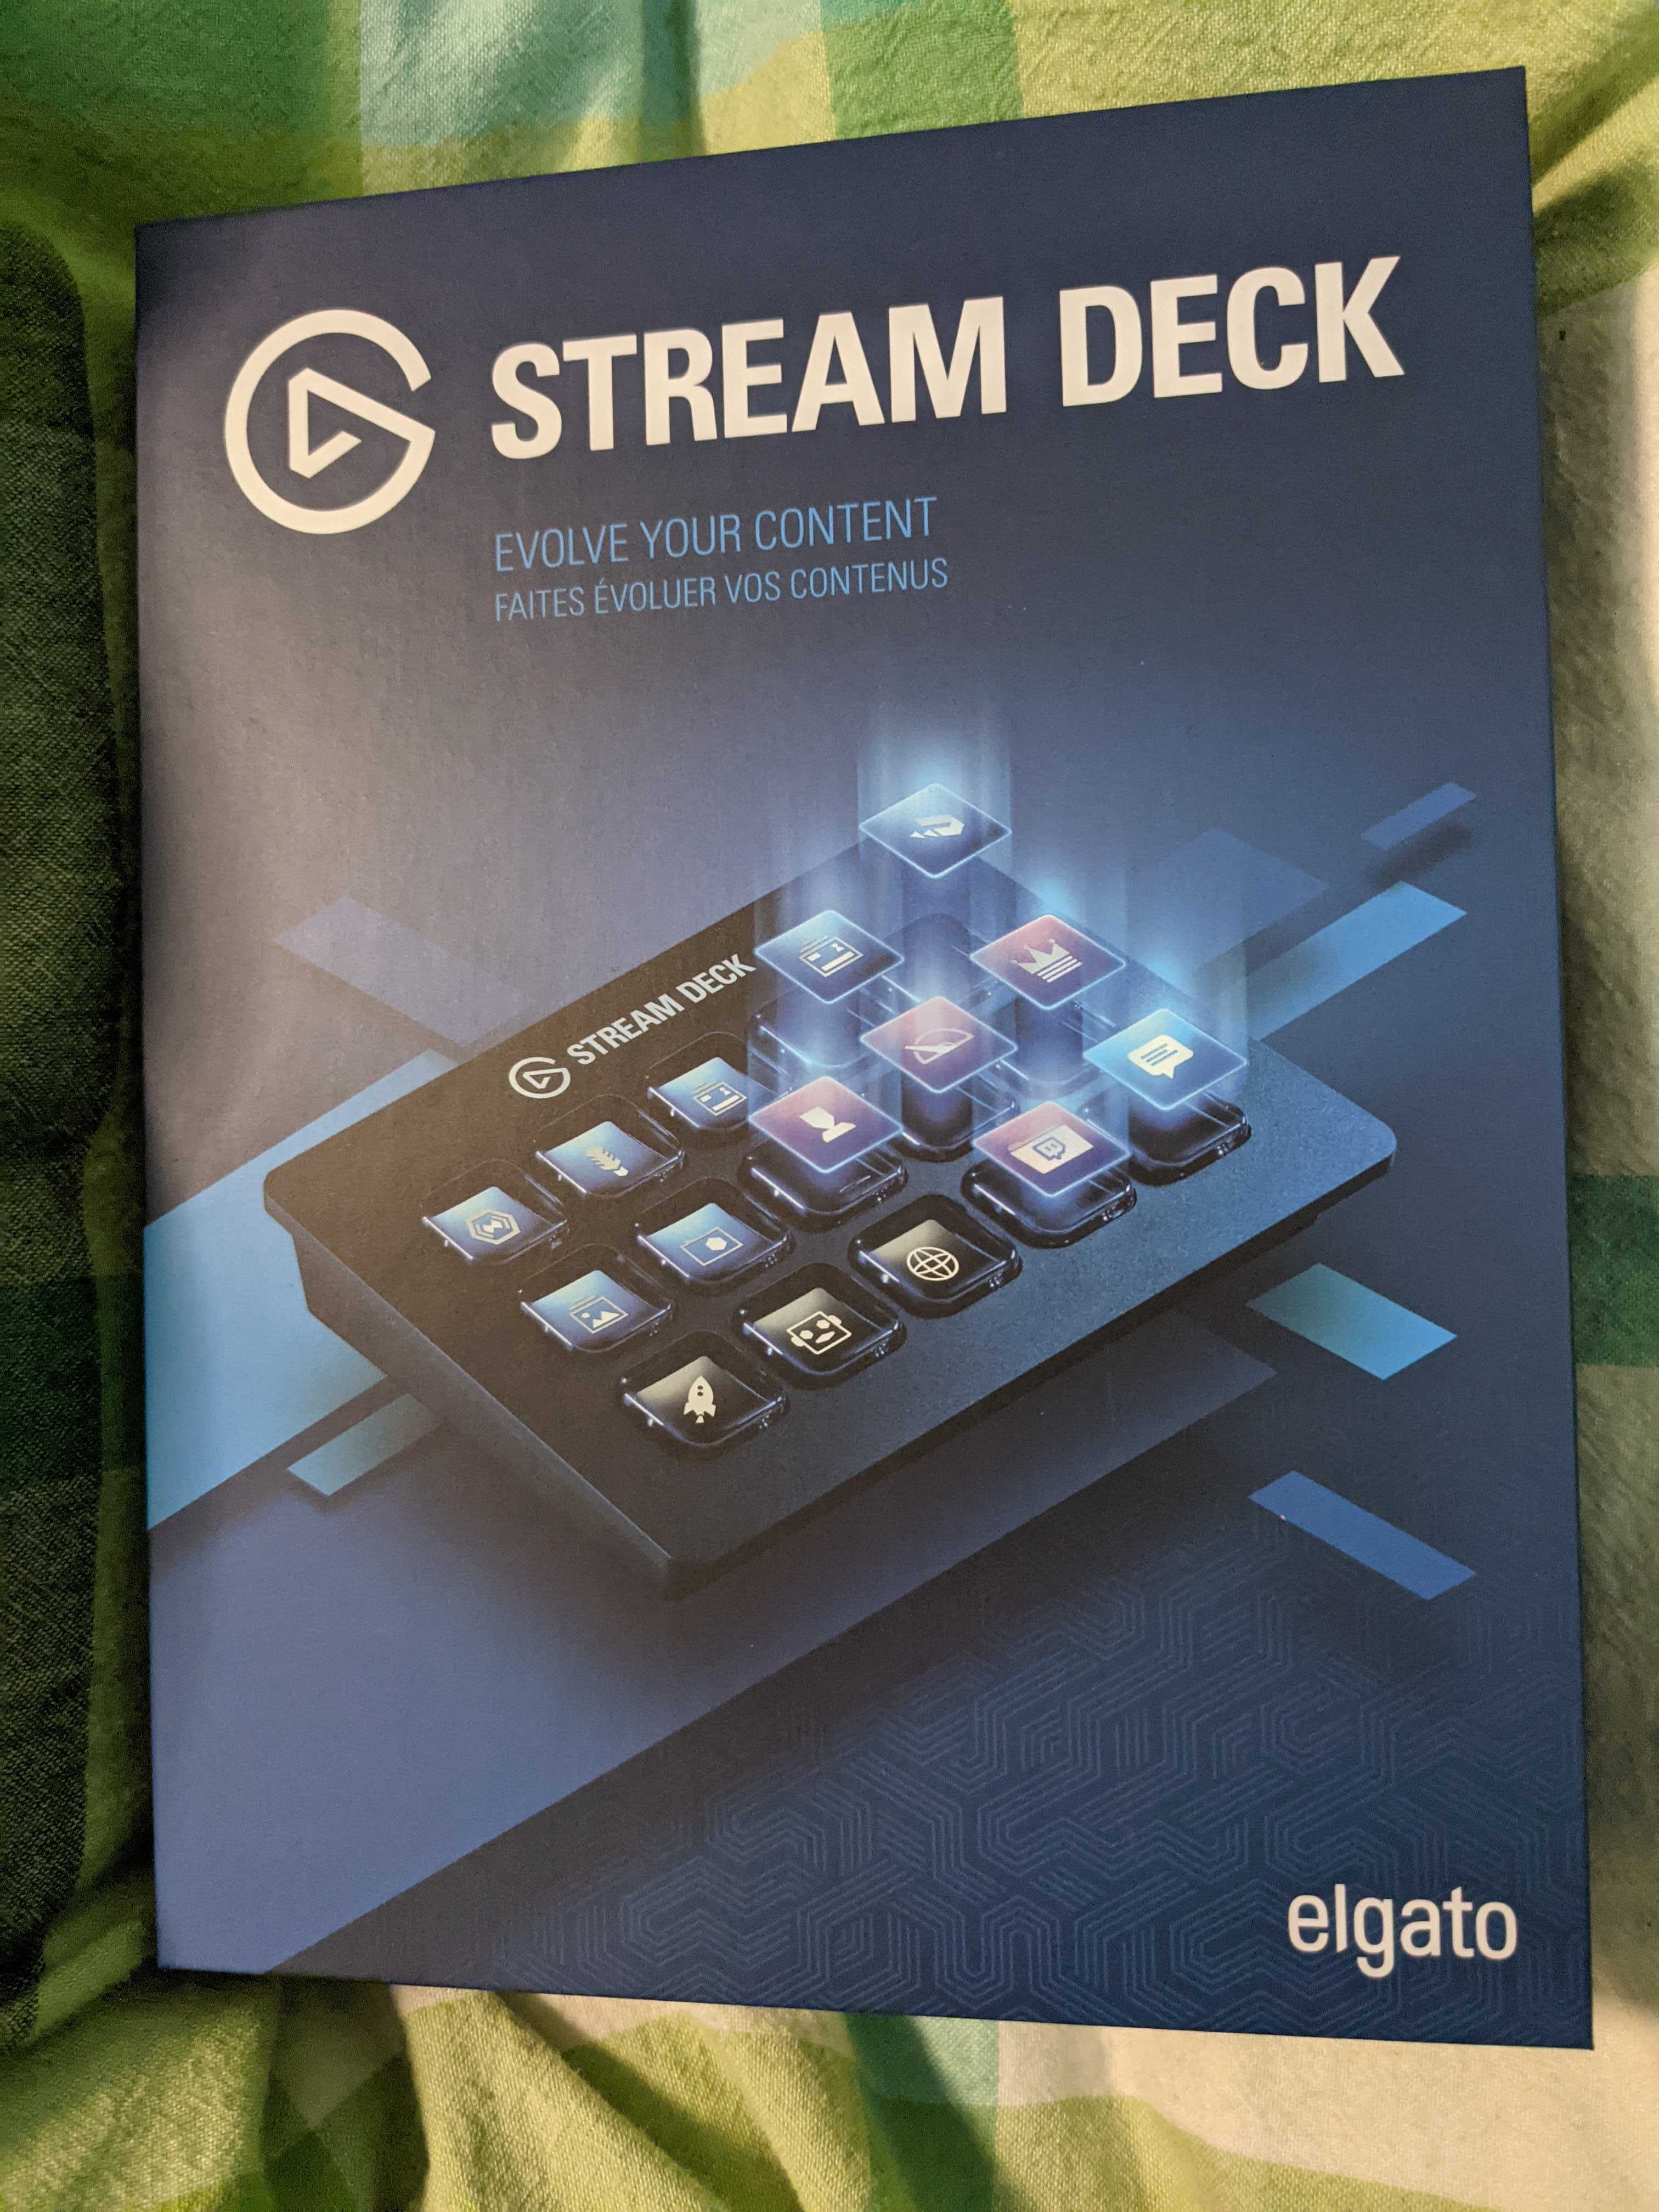 STREAM DECK
EVOLVE YOUR CONTENT
FAITES ÉVOLUER VOS CONTENUS
STREAM DECK
elgato